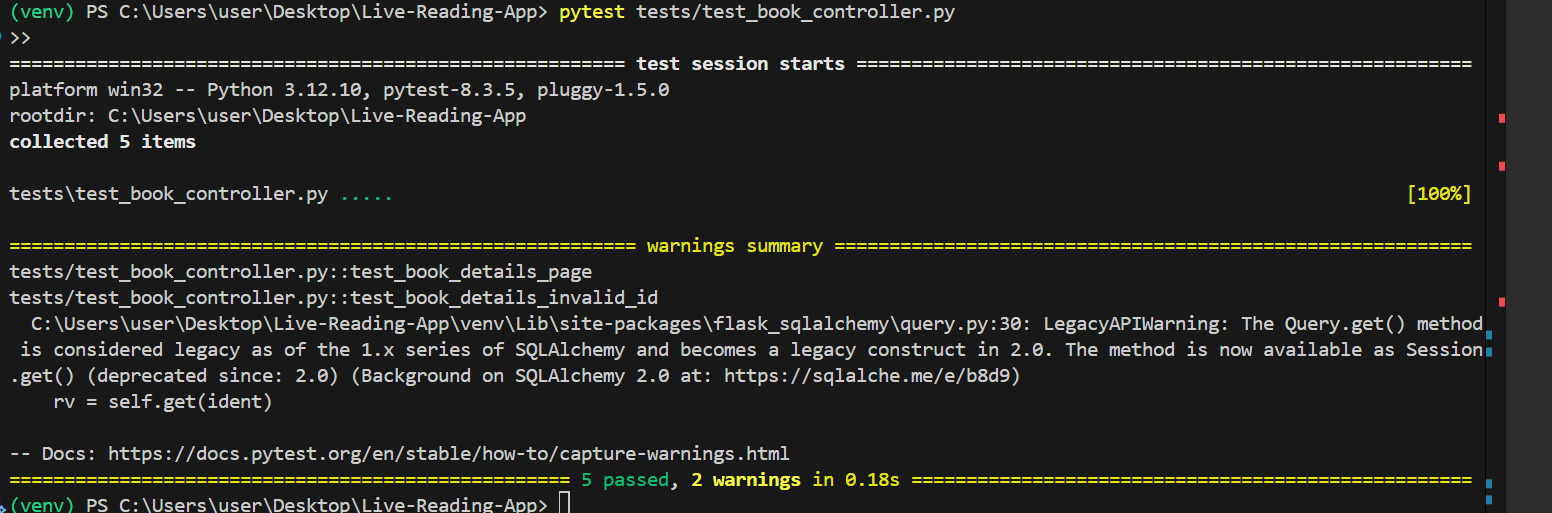 (venv) PS C:\Users\user\Desktop\Live-Reading-App> pytest tests/test_book_controller.py
>>
========================================================= test session starts =========================================================
platform win32 -- Python 3.12.10, pytest-8.3.5, pluggy-1.5.0
rootdir: C:\Users\user\Desktop\Live-Reading-App
collected 5 items
tests\test_book_controller.py ..... [100%]
========================================================== warnings summary ===========================================================
tests/test_book_controller.py::test_book_details_page
tests/test_book_controller.py::test_book_details_invalid_id
  C:\Users\user\Desktop\Live-Reading-App\venv\Lib\site-packages\flask_sqlalchemy\query.py:30: LegacyAPIWarning: The Query.get() method
 is considered legacy as of the 1.x series of SQLAlchemy and becomes a legacy construct in 2.0. The method is now available as Session
.get() (deprecated since: 2.0) (Background on SQLAlchemy 2.0 at: https://sqlalche.me/e/b8d9)
    rv = self.get(ident)
-- Docs: https://docs.pytest.org/en/stable/how-to/capture-warnings.html
==================================================== 5 passed, 2 warnings in 0.18s ====================================================
(venv) PS C:\Users\user\Desktop\Live-Reading-App>